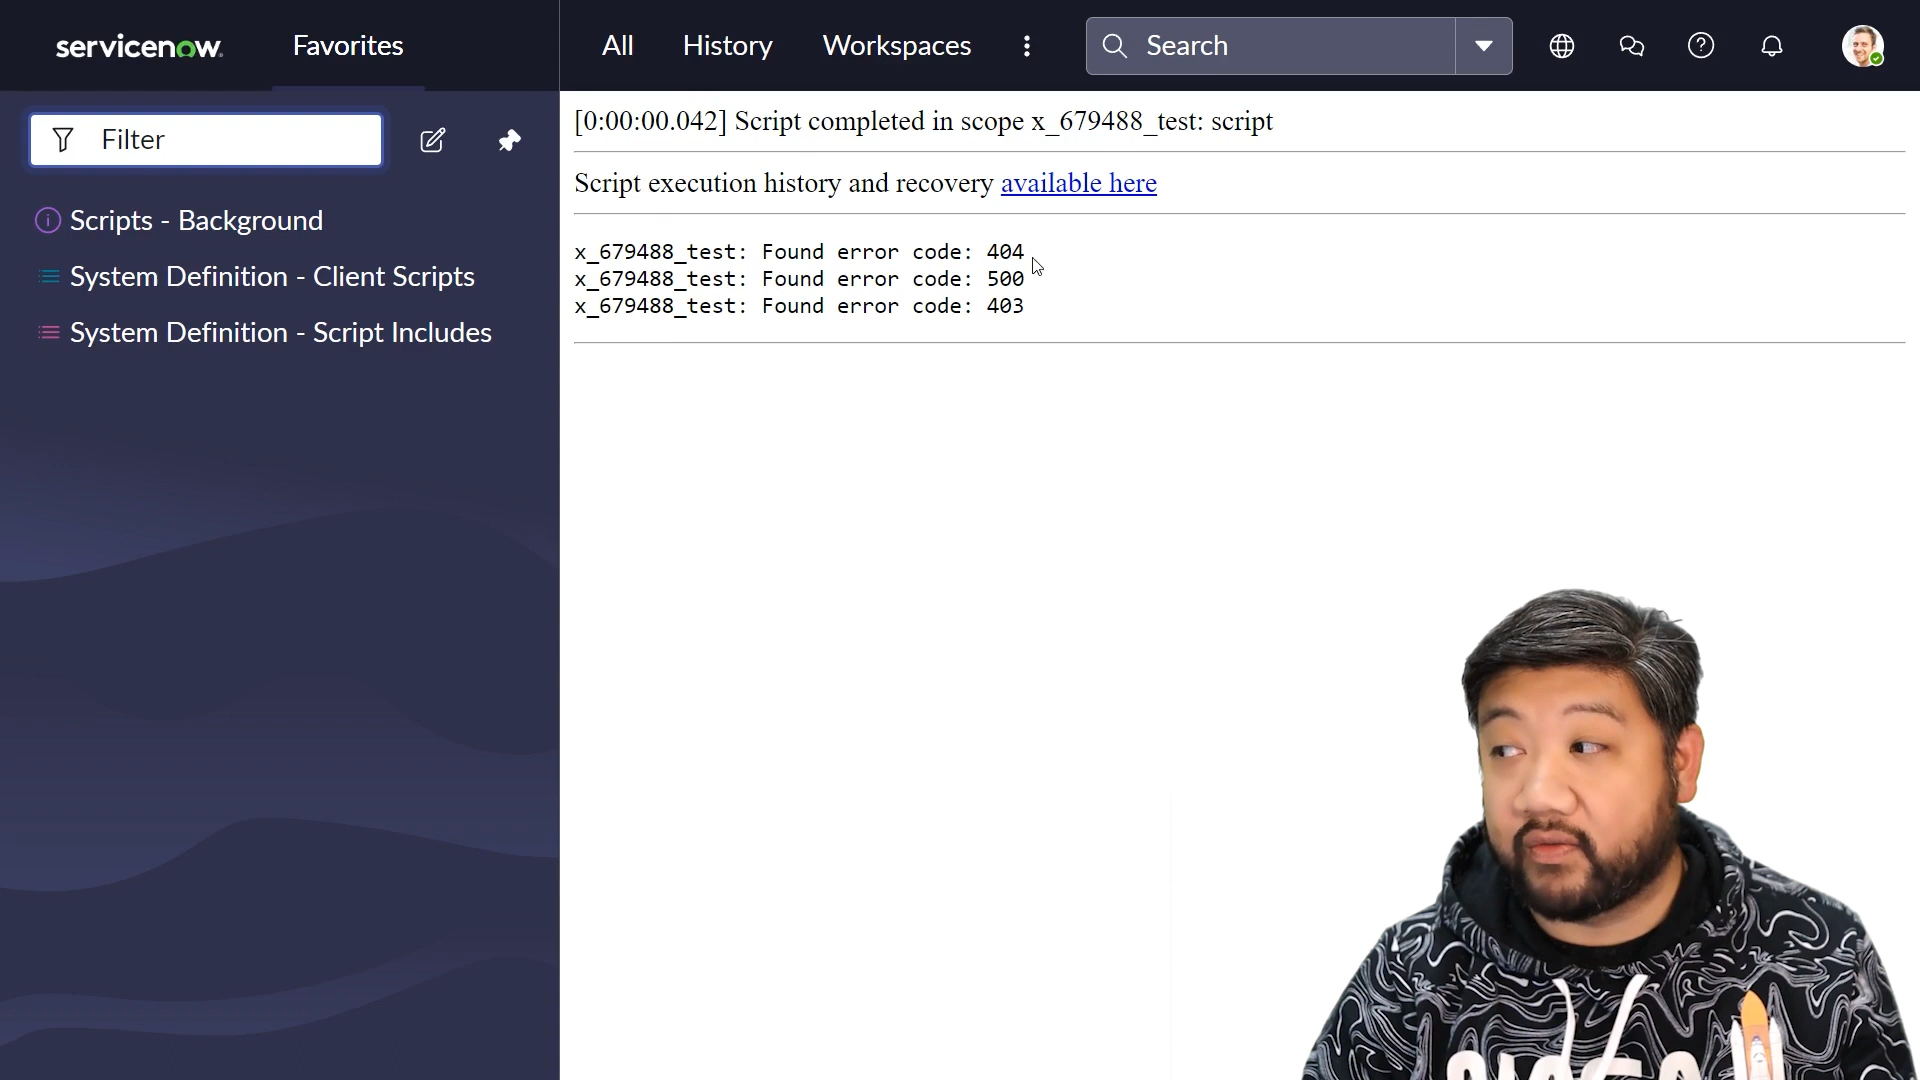 servicenow
Favorites
All
History
Workspaces
Search
Filter
Scripts - Background
System Definition - Client Scripts
System Definition - Script Includes
[0:00:00.042] Script completed in scope x_679488_test: script
Script execution history and recovery available here
x_679488_test: Found error code: 404
x_679488_test: Found error code: 500
x_679488_test: Found error code: 403